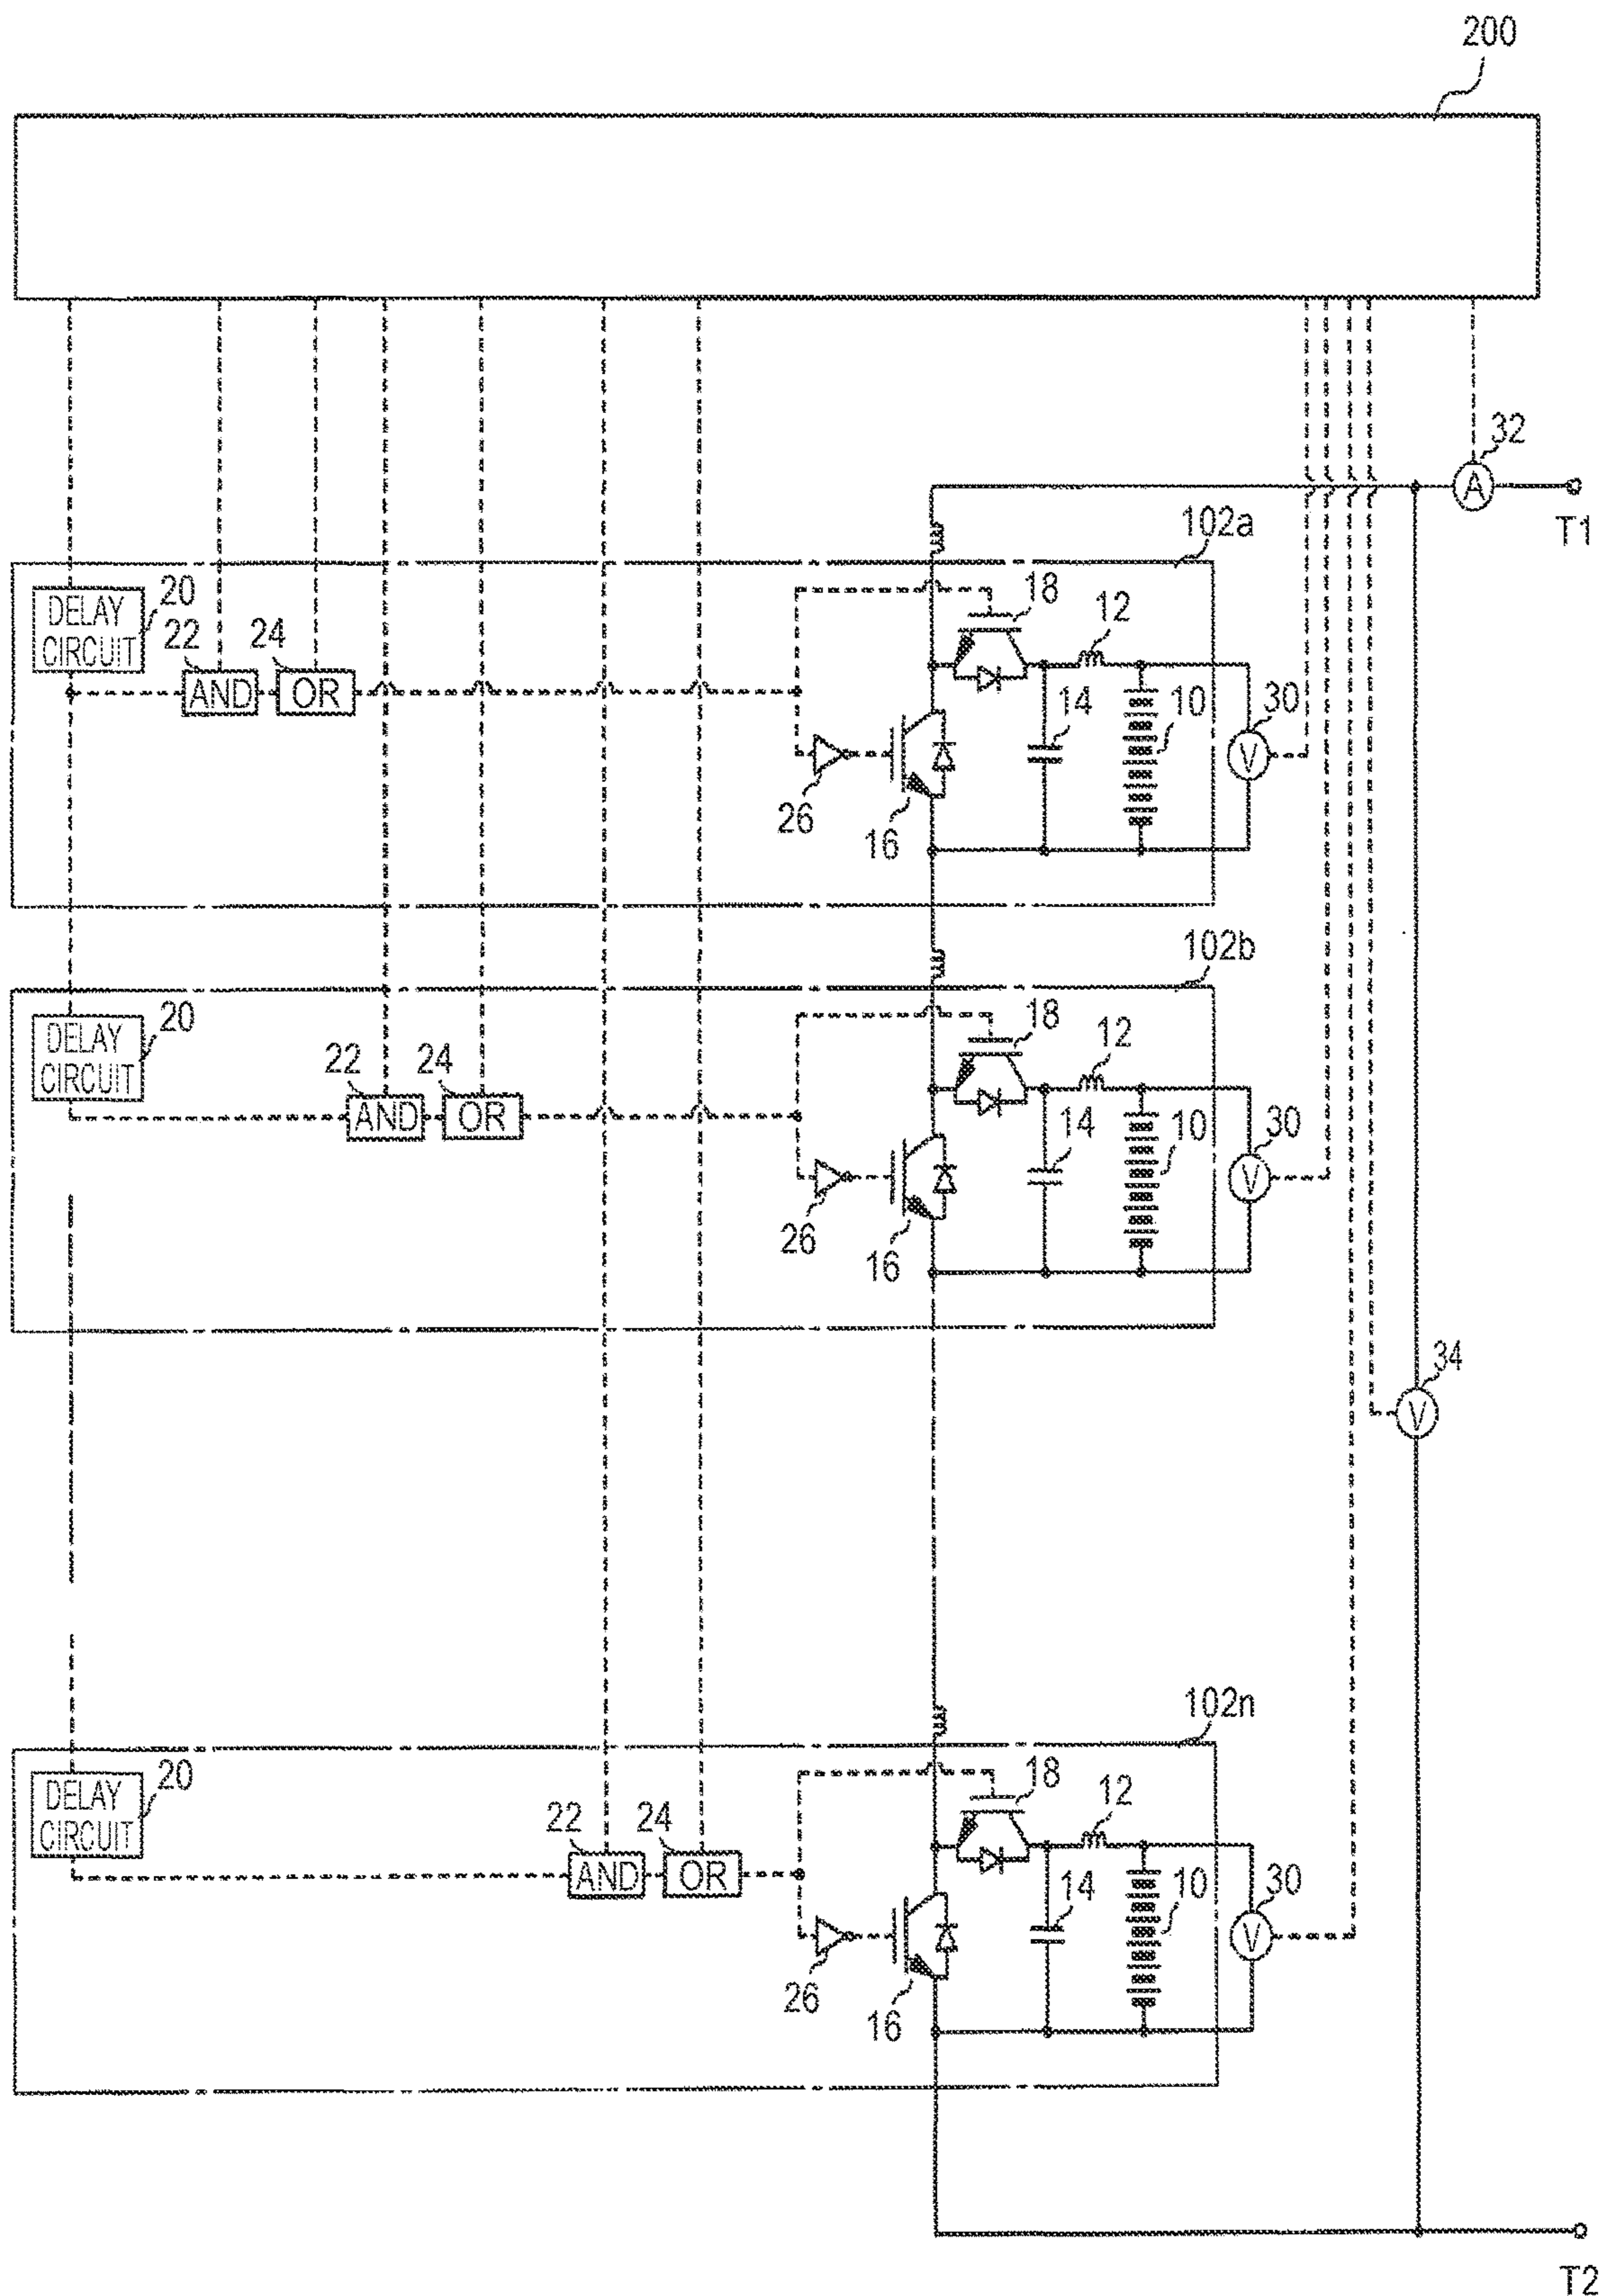 200
32
A
T1
102a
DELAY
CIRCUIT
20
22
24
AND
OR
18
12
14
10
30
V
26
16
102b
DELAY
CIRCUIT
20
22
24
AND
OR
18
12
14
10
30
V
26
16
34
V
102n
DELAY
CIRCUIT
20
22
24
AND
OR
18
12
14
10
30
V
26
16
T2